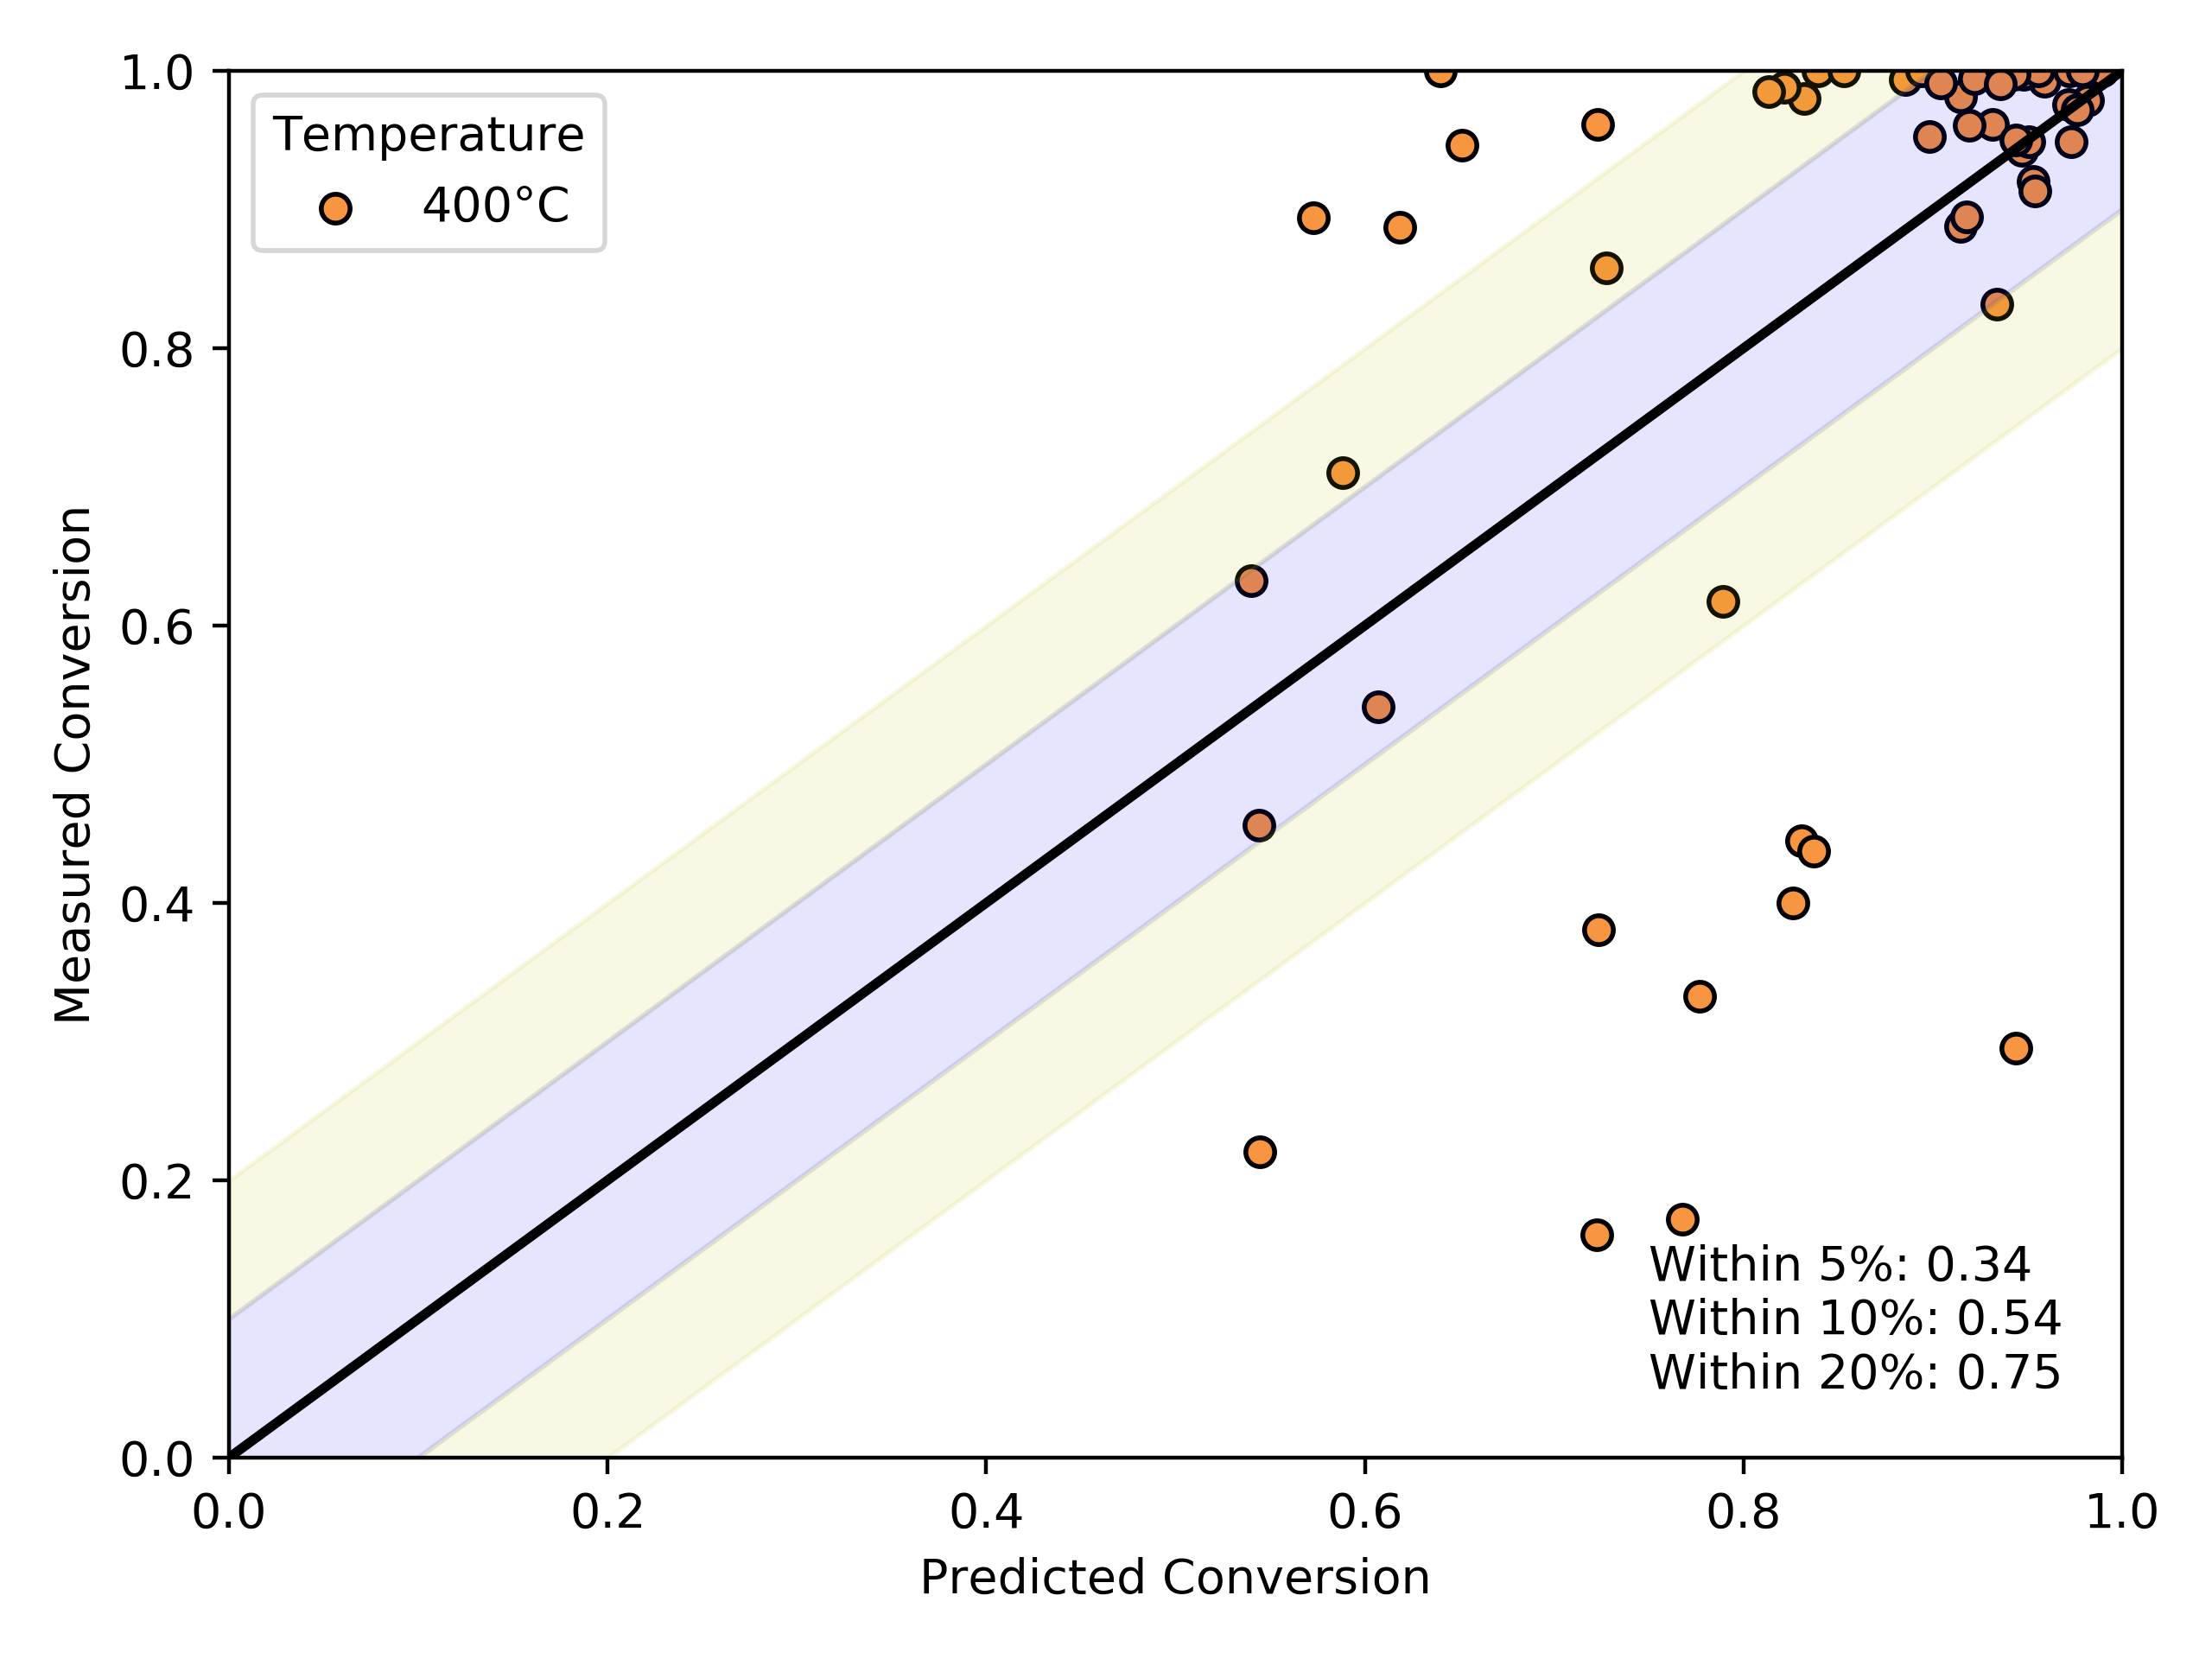 1.0
0.8
0.6
0.4
0.2
0.0
Measured Conversion
Temperature
400°C
Within 5%: 0.34
Within 10%: 0.54
Within 20%: 0.75
0.0 0.2 0.4 0.6 0.8 1.0
Predicted Conversion